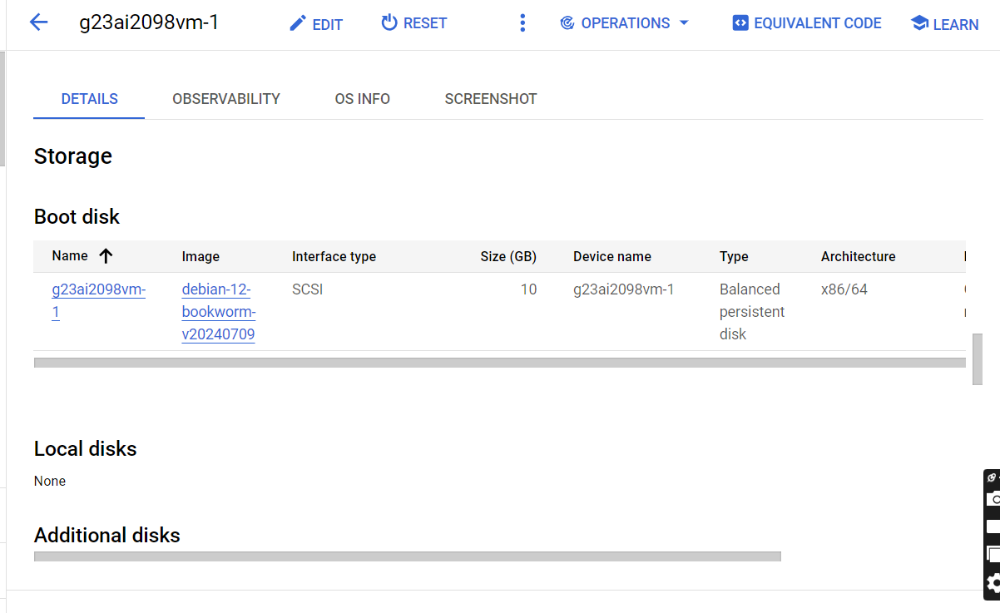 g23ai2098vm-1 EDIT RESET OPERATIONS EQUIVALENT CODE LEARN
DETAILS OBSERVABILITY OS INFO SCREENSHOT
Storage
Boot disk
Name Image Interface type Size (GB) Device name Type Architecture
g23ai2098vm- debian-12- SCSI 10 g23ai2098vm-1 Balanced x86/64
1 bookworm- persistent
v20240709 disk
Local disks
None
Additional disks